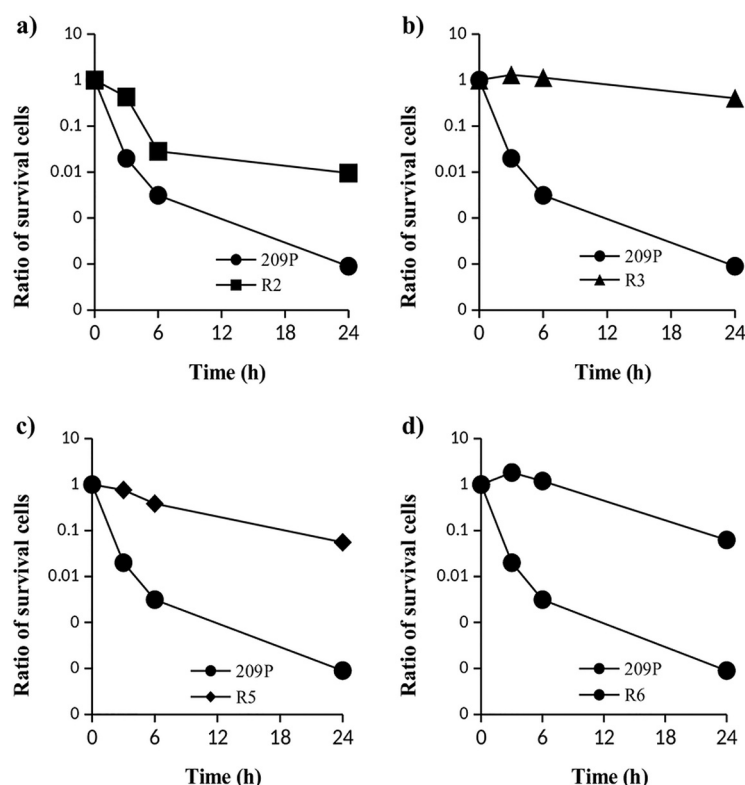 a)
Ratio of survival cells
10
1
0.1
0.01
0
0
0
209P
R2
0 6 12 18 24
Time (h)
b)
Ratio of survival cells
10
1
0.1
0.01
0
0
0
209P
R3
0 6 12 18 24
Time (h)
c)
Ratio of survival cells
10
1
0.1
0.01
0
0
0
209P
R5
0 6 12 18 24
Time (h)
d)
Ratio of survival cells
10
1
0.1
0.01
0
0
0
209P
R6
0 6 12 18 24
Time (h)